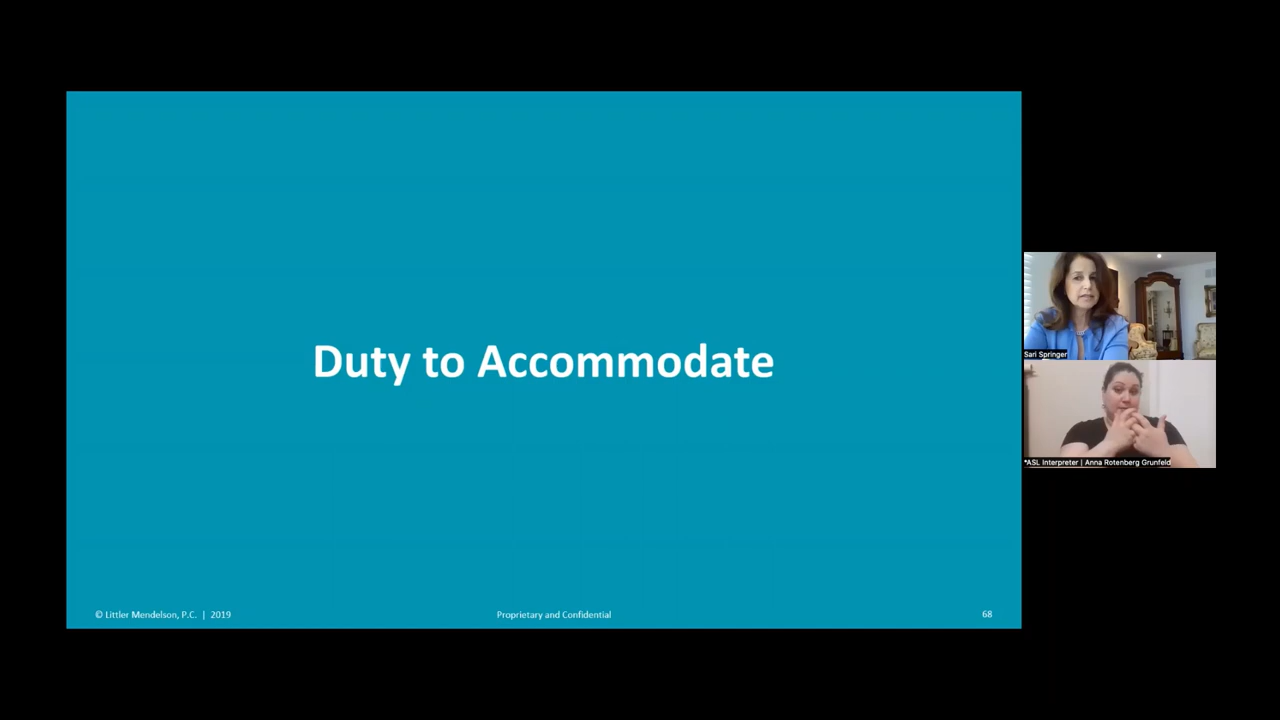 Duty to Accommodate
© Littler Mendelson, P.C. | 2019
Proprietary and Confidential
68
Sari Springer
*ASL Interpreter | Anna Rotenberg Grunfeld